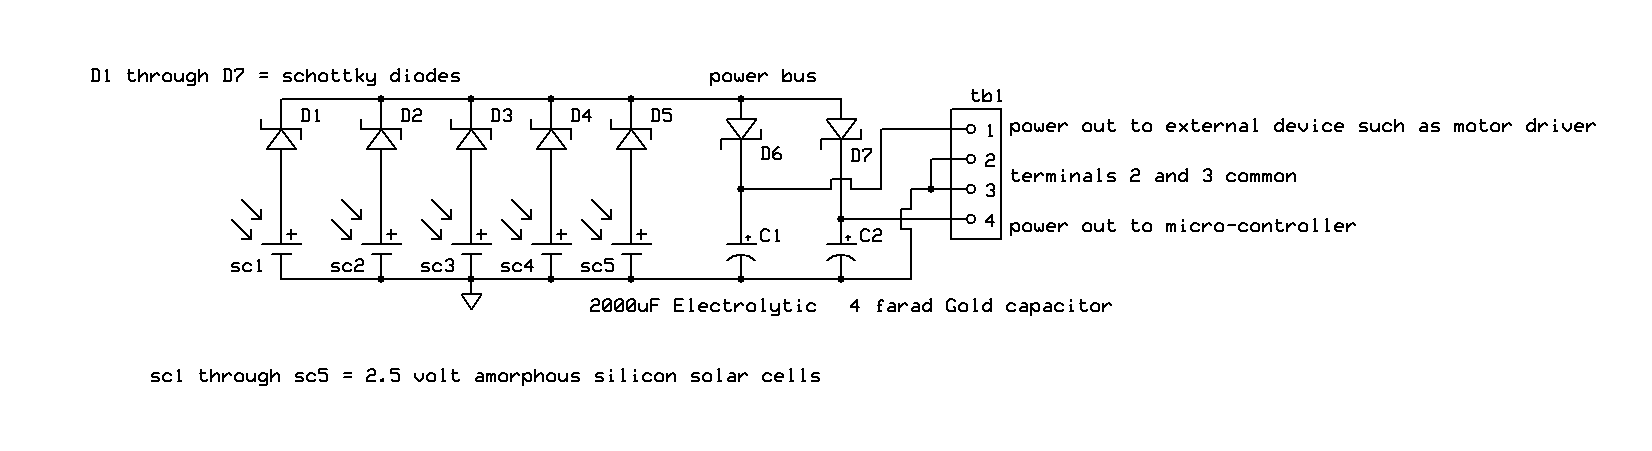 D1 through D7 = schottky diodes
power bus
tb1
D1
D2
D3
D4
D5
D6
D7
1
power out to external device such as motor driver
2
terminals 2 and 3 common
3
4
power out to micro-controller
+
+
+
+
+
+
C1
+
C2
sc1
sc2
sc3
sc4
sc5
2000uF Electrolytic
4 farad Gold capacitor
sc1 through sc5 = 2.5 volt amorphous silicon solar cells